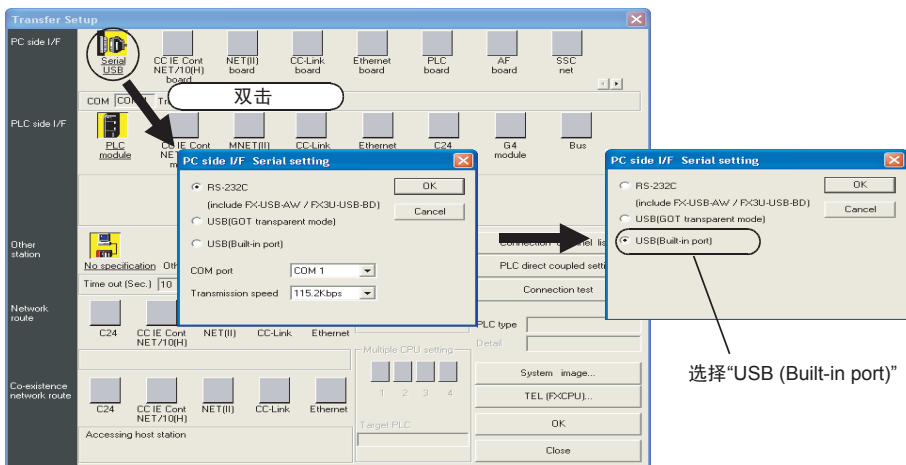 Transfer Setup
PC side I/F
Serial
USB
CC IE Cont
NET/10(H)
board
NET(II)
board
CC-Link
board
Ethernet
board
PLC
board
AF
board
SSC
net
COM
双击
PLC side I/F
PLC
module
CC IE Cont
MNET(II)
CC-Link
Ethernet
C24
G4
module
Bus
PC side I/F Serial setting
RS-232C
(include FX-USB-AW / FX3U-USB-BD)
USB(GOT transparent mode)
USB(Built-in port)
COM port
COM 1
Transmission speed
115.2Kbps
OK
Cancel
PC side I/F Serial setting
RS-232C
(include FX-USB-AW / FX3U-USB-BD)
USB(GOT transparent mode)
USB(Built-in port)
OK
Cancel
选择“USB (Built-in port)”
Other
station
No specification
Time out (Sec.)
10
PLC direct coupled setti
Connection test
Network
route
C24
CC IE Cont
NET/10(H)
NET(II)
CC-Link
Ethernet
PLC type
Detail
Multiple CPU setting
1 2 3 4
Target PLC
System image...
TEL (FXCPU)...
OK
Close
Co-existence
network route
C24
CC IE Cont
NET/10(H)
NET(II)
CC-Link
Ethernet
Accessing host station